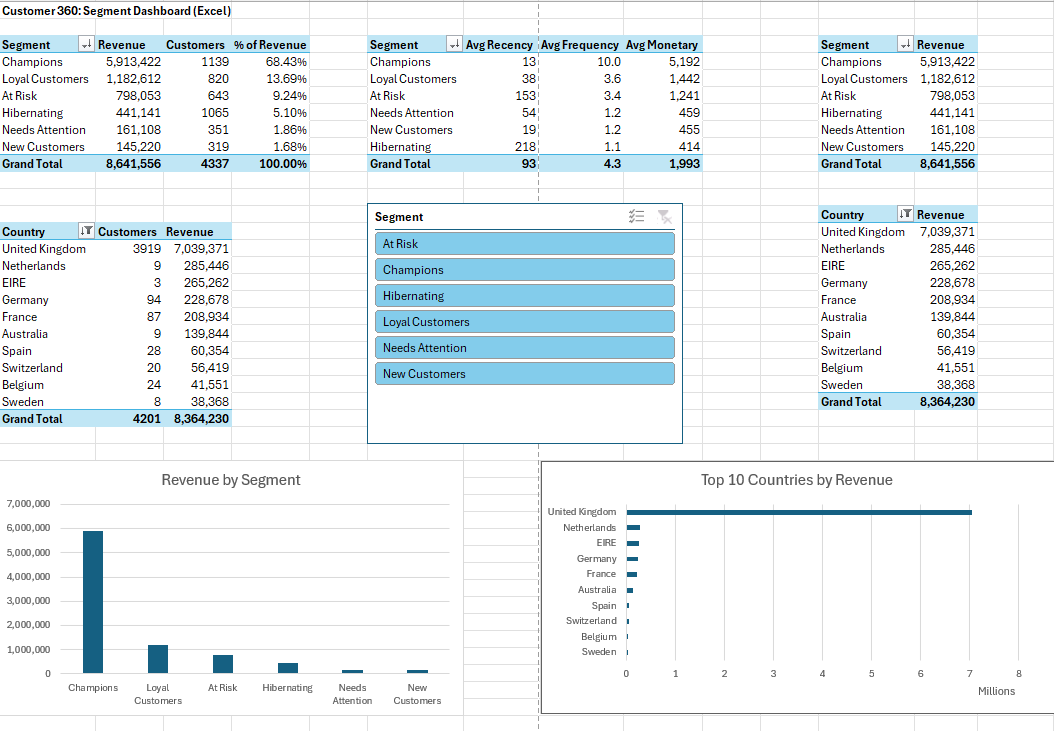 Customer 360: Segment Dashboard (Excel)
Segment Revenue Customers % of Revenue
Champions 5,913,422 1139 68.43%
Loyal Customers 1,182,612 820 13.69%
At Risk 798,053 643 9.24%
Hibernating 441,141 1065 5.10%
Needs Attention 161,108 351 1.86%
New Customers 145,220 319 1.68%
Grand Total 8,641,556 4337 100.00%
Segment Avg Recency Avg Frequency Avg Monetary
Champions 13 10.0 5,192
Loyal Customers 38 3.6 1,442
At Risk 153 3.4 1,241
Needs Attention 54 1.2 459
New Customers 19 1.2 455
Hibernating 218 1.1 414
Grand Total 93 4.3 1,993
Segment Revenue
Champions 5,913,422
Loyal Customers 1,182,612
At Risk 798,053
Hibernating 441,141
Needs Attention 161,108
New Customers 145,220
Grand Total 8,641,556
Country Customers Revenue
United Kingdom 3919 7,039,371
Netherlands 9 285,446
EIRE 3 265,262
Germany 94 228,678
France 87 208,934
Australia 9 139,844
Spain 28 60,354
Switzerland 20 56,419
Belgium 24 41,551
Sweden 8 38,368
Grand Total 4201 8,364,230
Segment
At Risk
Champions
Hibernating
Loyal Customers
Needs Attention
New Customers
Country Revenue
United Kingdom 7,039,371
Netherlands 285,446
EIRE 265,262
Germany 228,678
France 208,934
Australia 139,844
Spain 60,354
Switzerland 56,419
Belgium 41,551
Sweden 38,368
Grand Total 8,364,230
Revenue by Segment
7,000,000
6,000,000
5,000,000
4,000,000
3,000,000
2,000,000
1,000,000
0
Champions Loyal Customers At Risk Hibernating Needs Attention New Customers
Top 10 Countries by Revenue
United Kingdom
Netherlands
EIRE
Germany
France
Australia
Spain
Switzerland
Belgium
Sweden
0 1 2 3 4 5 6 7 8
Millions